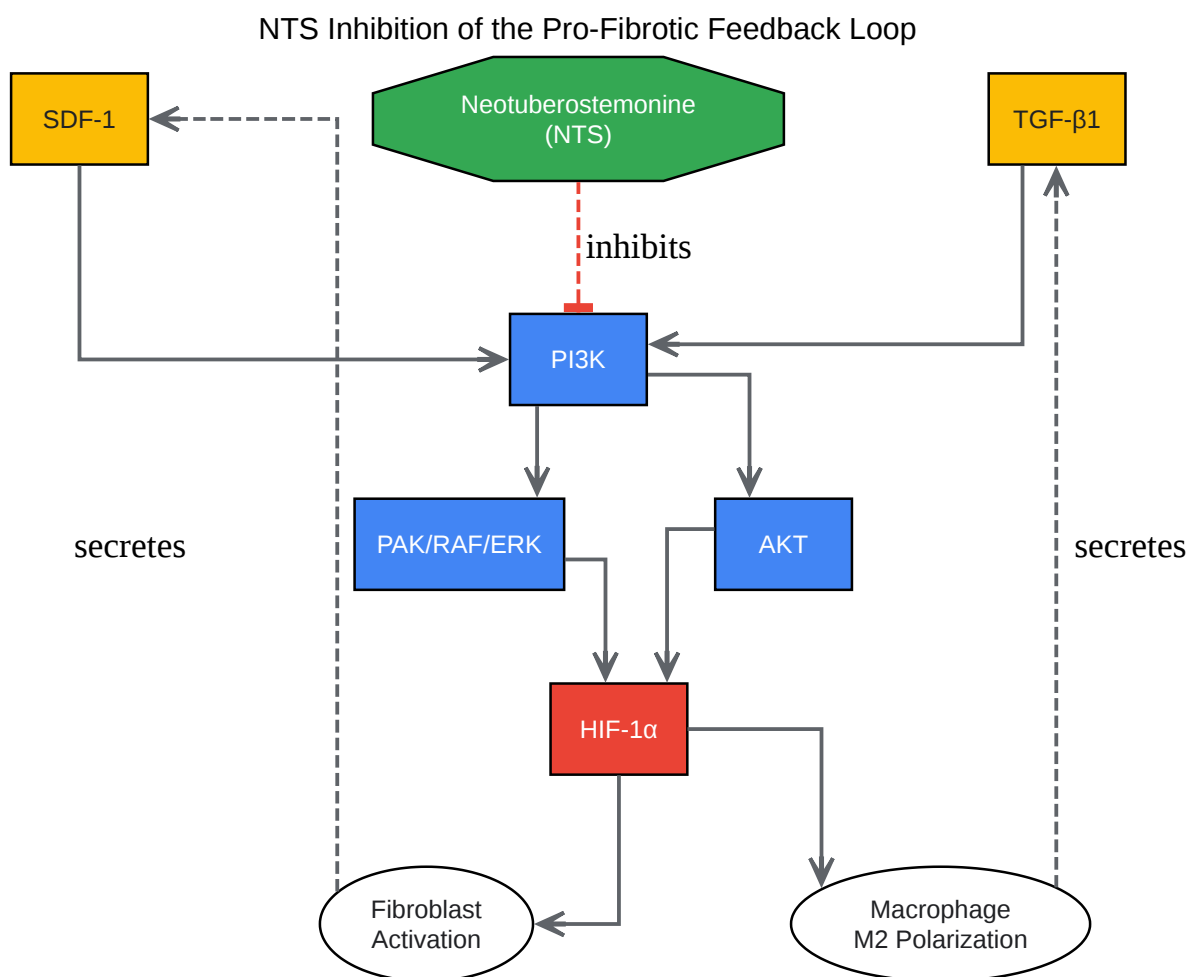 NTS Inhibition of the Pro-Fibrotic Feedback Loop
SDF-1
Neotuberostemonine
(NTS)
TGF-β1
inhibits
PI3K
secretes
PAK/RAF/ERK
AKT
secretes
HIF-1α
Fibroblast
Activation
Macrophage
M2 Polarization